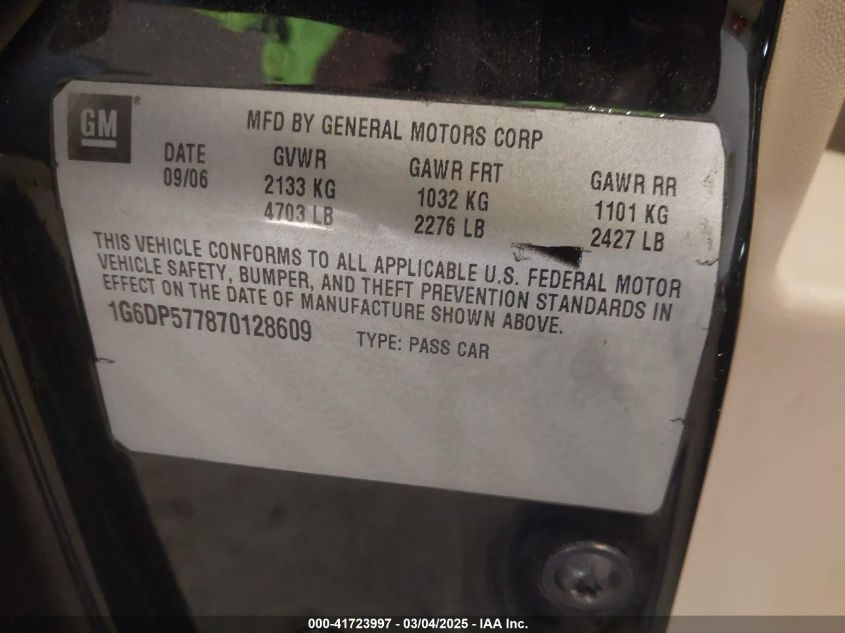 GM ®
MFD BY GENERAL MOTORS CORP
DATE GVWR GAWR FRT GAWR RR
09/06 2133 KG 1032 KG 1101 KG
4703 LB 2276 LB 2427 LB
THIS VEHICLE CONFORMS TO ALL APPLICABLE U.S. FEDERAL MOTOR
VEHICLE SAFETY, BUMPER, AND THEFT PREVENTION STANDARDS IN
EFFECT ON THE DATE OF MANUFACTURE SHOWN ABOVE.
1G6DP577870128609 TYPE: PASS CAR
000-41723997 - 03/04/2025 - IAA Inc.